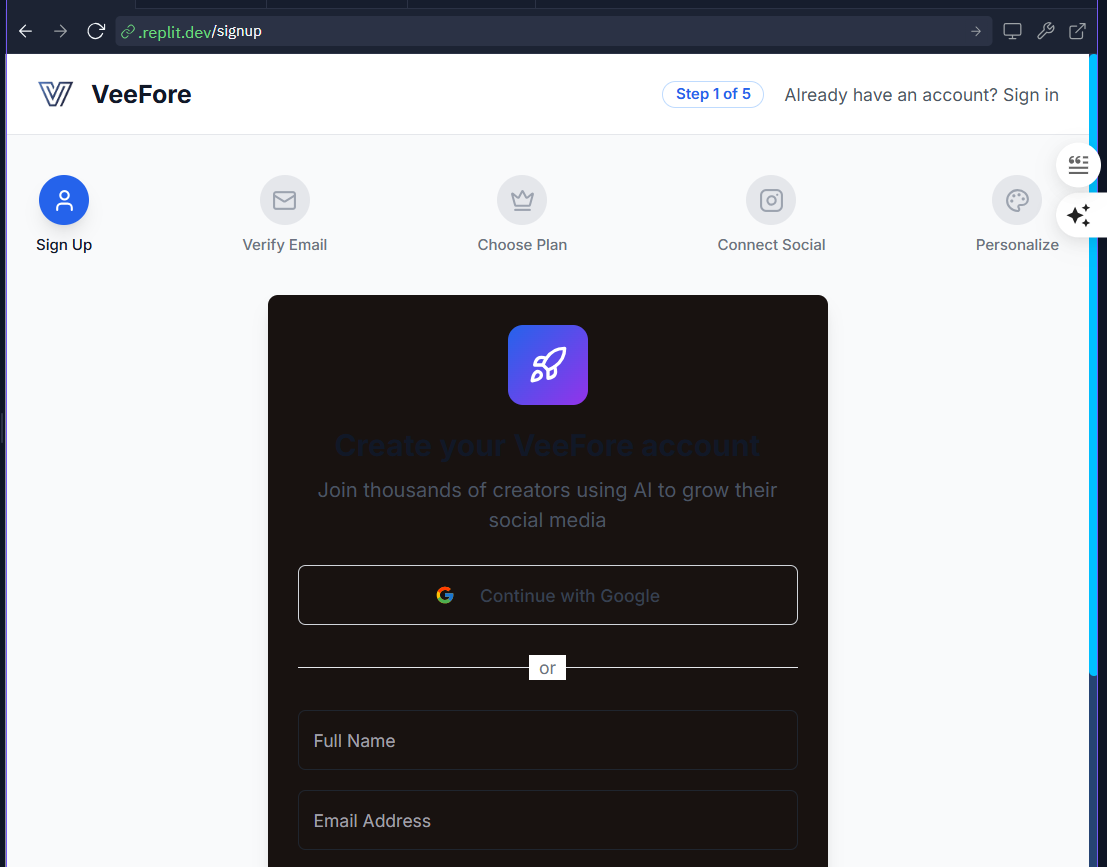 .replit.dev/signup
VeeFore
Step 1 of 5
Already have an account? Sign in
Sign Up
Verify Email
Choose Plan
Connect Social
Personalize
Create your VeeFore account
Join thousands of creators using AI to grow their
social media
Continue with Google
or
Full Name
Email Address